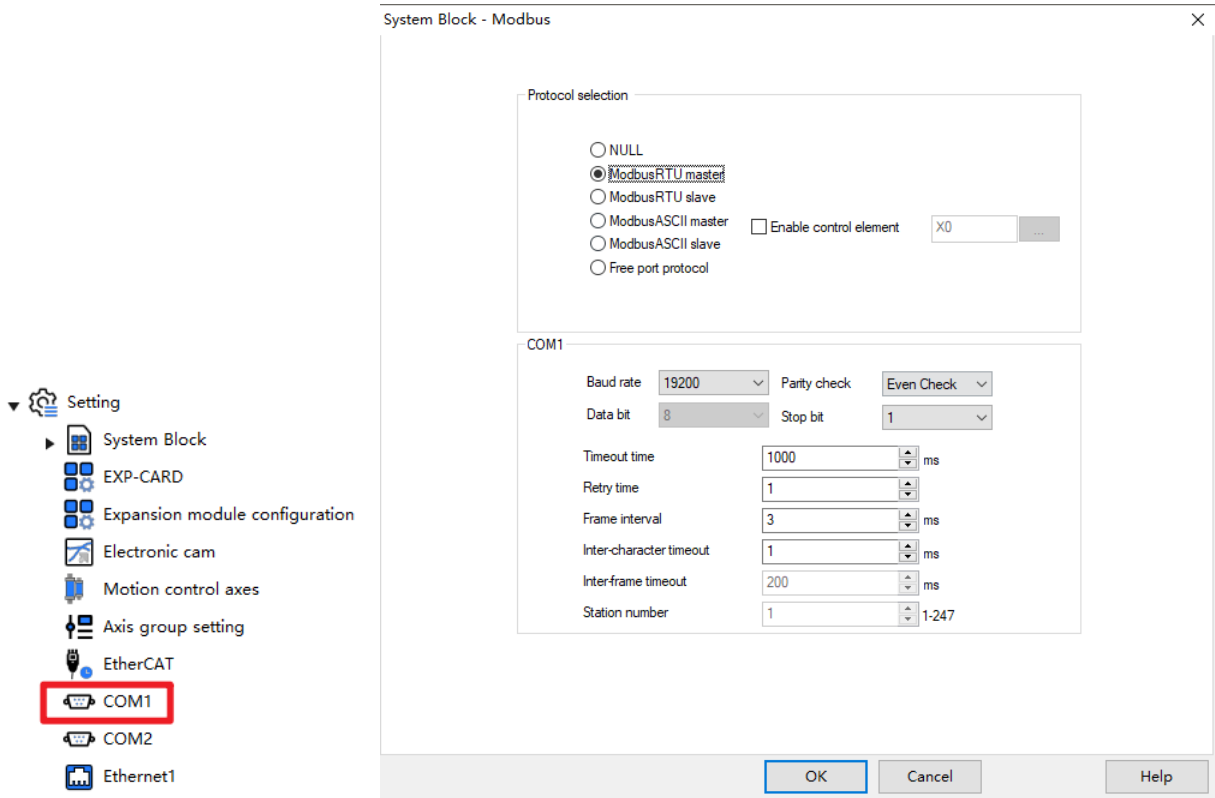 Setting
System Block
EXP-CARD
Expansion module configuration
Electronic cam
Motion control axes
Axis group setting
EtherCAT
COM1
COM2
Ethernet1
System Block - Modbus
Protocol selection
NULL
ModbusRTU master
ModbusRTU slave
ModbusASCII master
ModbusASCII slave
Free port protocol
Enable control element X0 ...
COM1
Baud rate 19200 Parity check Even Check
Data bit 8 Stop bit 1
Timeout time 1000 ms
Retry time 1
Frame interval 3 ms
Inter-character timeout 1 ms
Inter-frame timeout 200 ms
Station number 1 1-247
OK Cancel Help